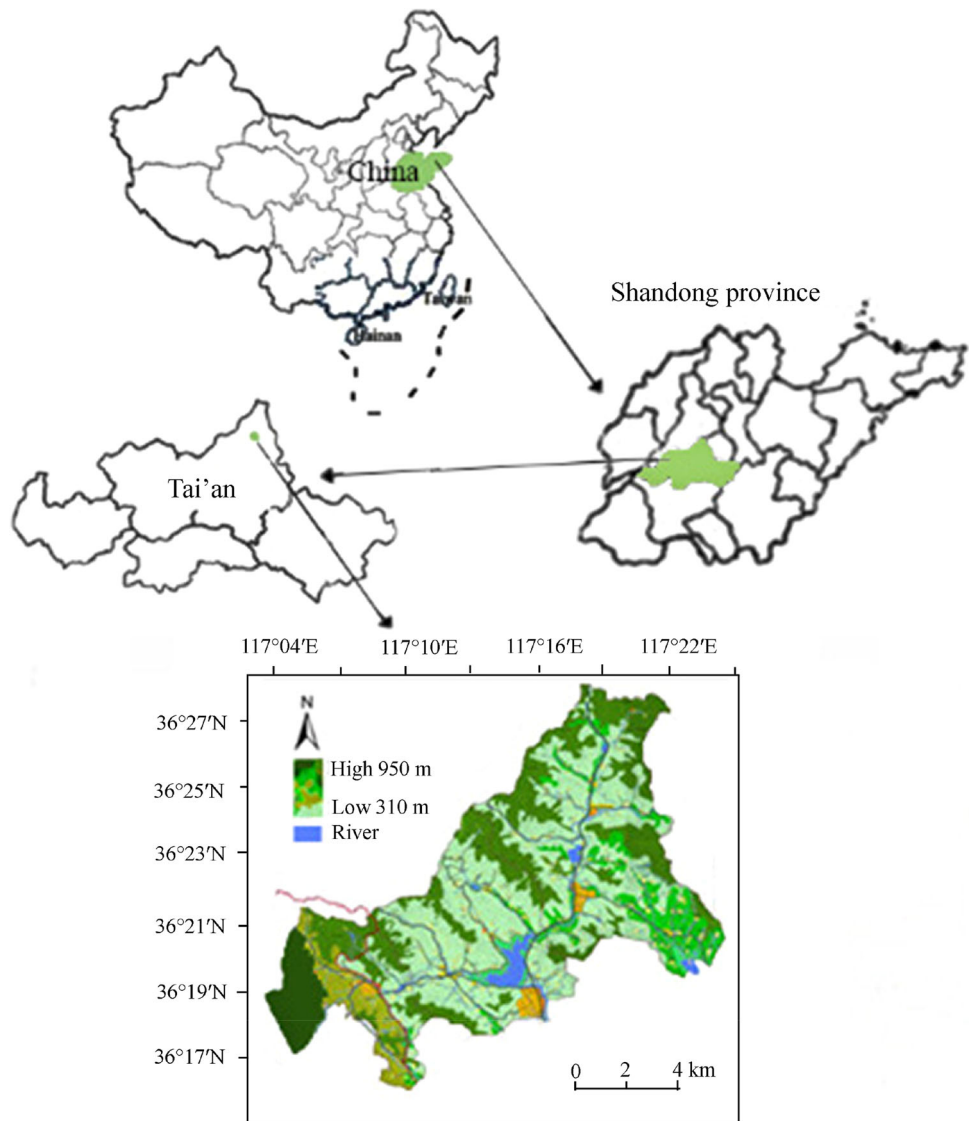 China
Taiwan
Hainan
Shandong province
Tai’an
117°04′E 117°10′E 117°16′E 117°22′E
N
36°27′N
High 950 m
36°25′N
Low 310 m
River
36°23′N
36°21′N
36°19′N
36°17′N
0 2 4 km